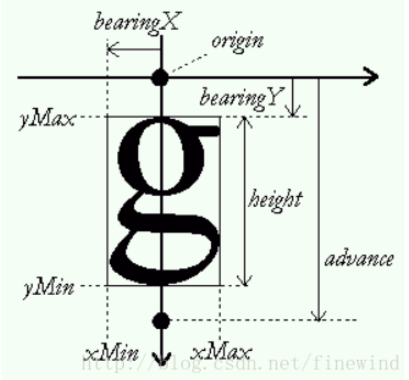 bearingX
origin
bearingY
yMax
g
height
advance
yMin
xMin
xMax
http://blog.csdn.net/finewind